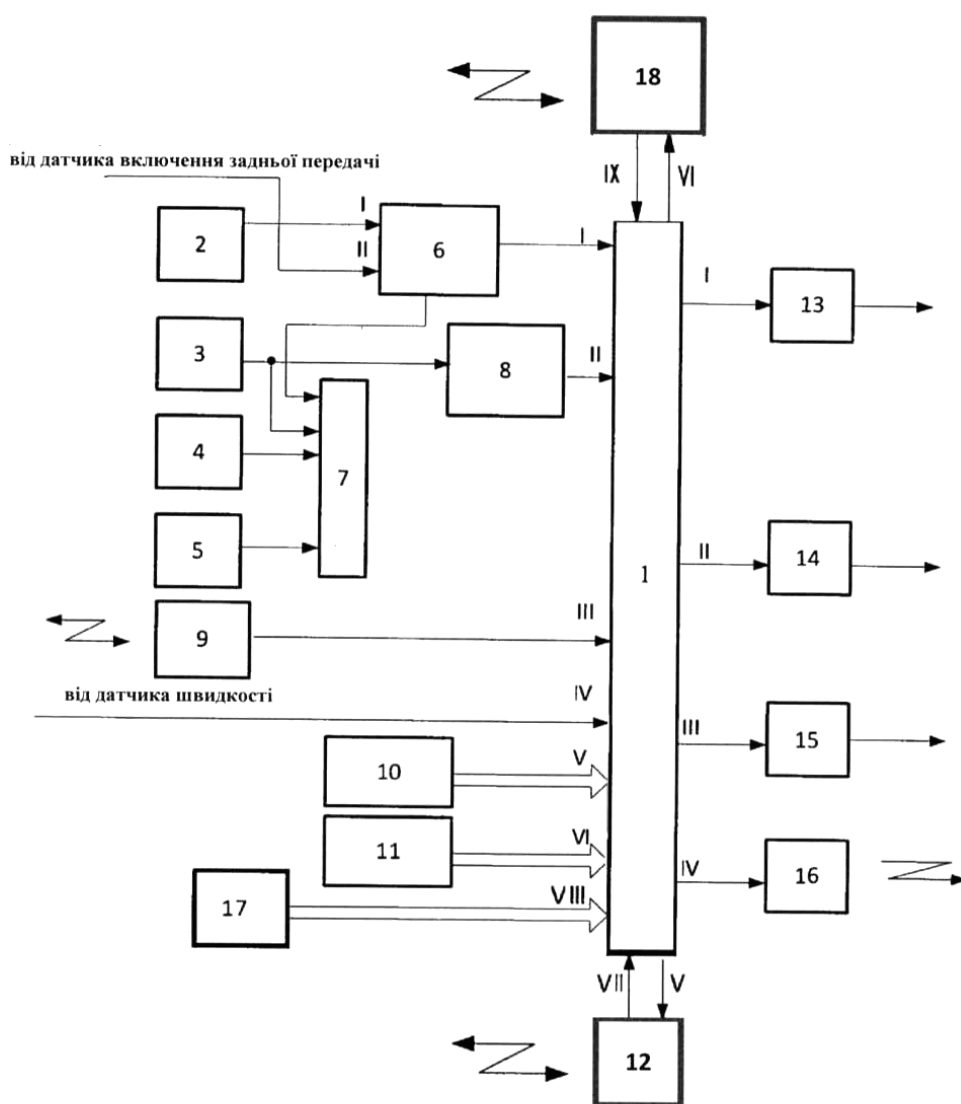 18
від датчика включення задньої передачі
IX
VI
I
2
II
6
I
I
13
3
8
II
4
7
5
II
14
1
9
III
від датчика швидкості
IV
III
15
10
V
11
VI
IV
16
17
VIII
VII
V
12